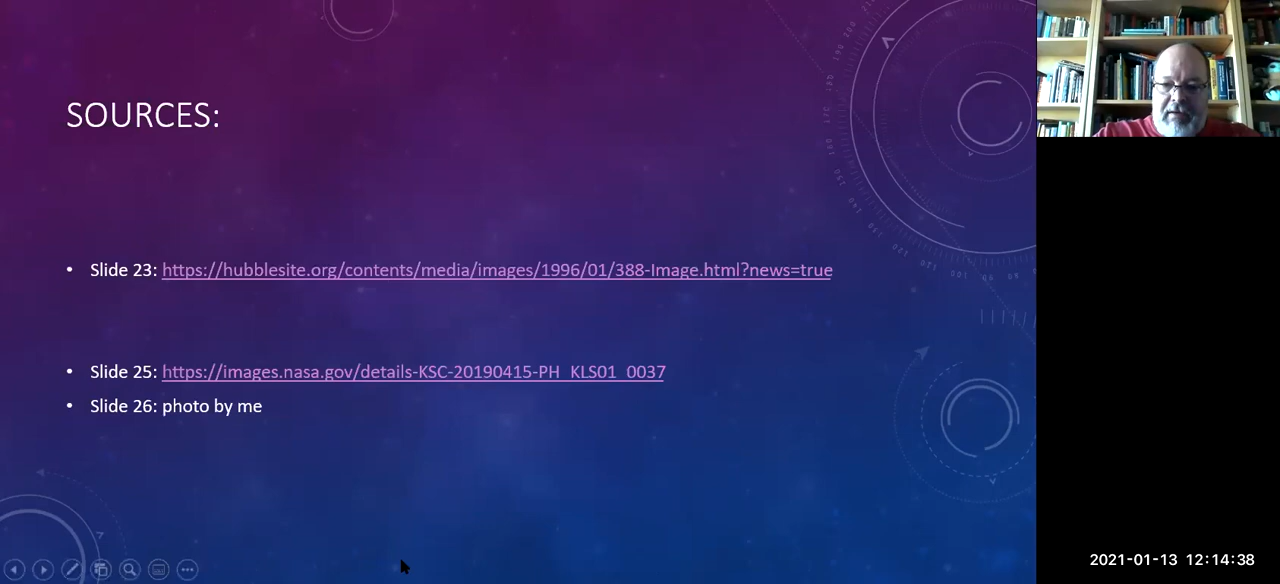 SOURCES:
• Slide 23: https://hubblesite.org/contents/media/images/1996/01/388-Image.html?news=true
• Slide 25: https://images.nasa.gov/details-KSC-20190415-PH_KLS01_0037
• Slide 26: photo by me
2021-01-13 12:14:38